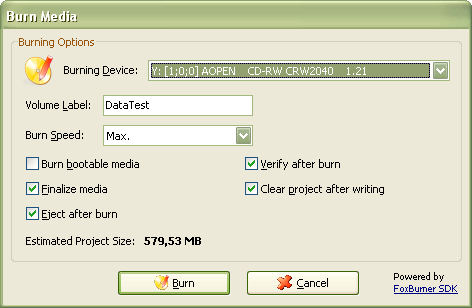 Burn Media
Burning Options
Burning Device: Y: [1;0;0] AOPEN CD-RW CRW2040 1.21
Volume Label: DataTest
Burn Speed: Max.
Burn bootable media
Verify after burn
Finalize media
Clear project after writing
Eject after burn
Estimated Project Size: 579,53 MB
Burn
Cancel
Powered by
FoxBurner SDK